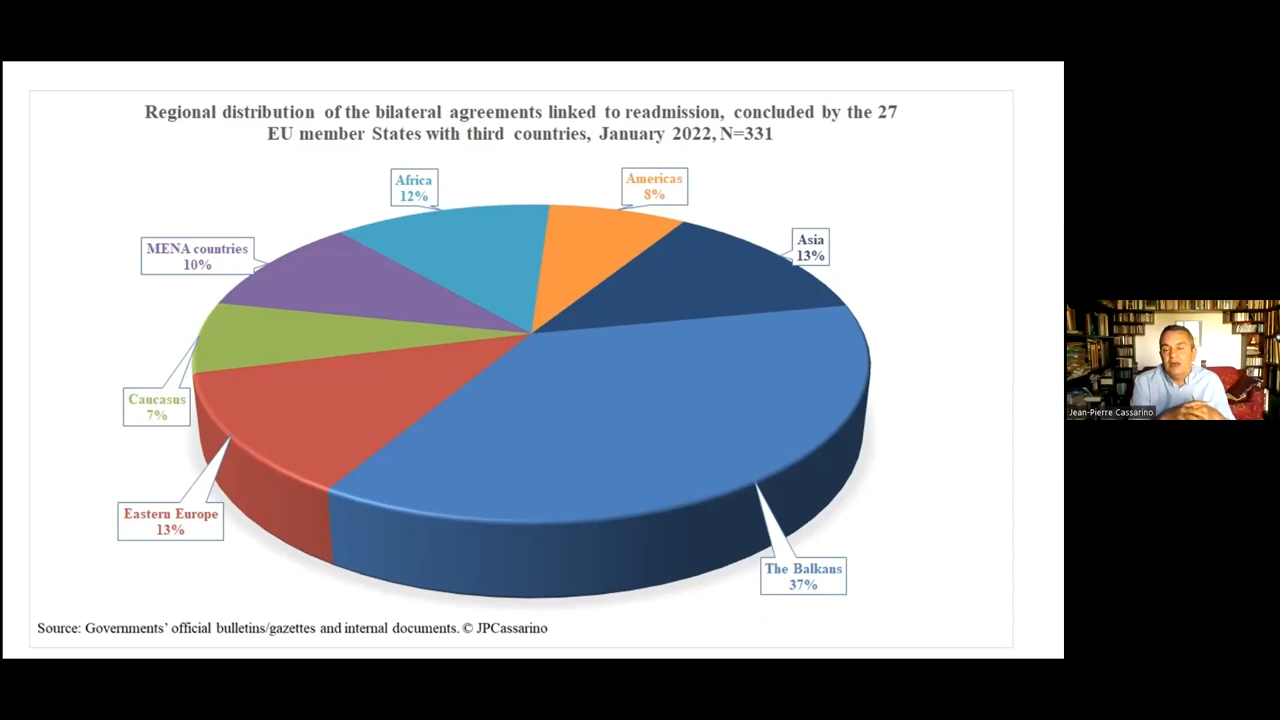 Regional distribution of the bilateral agreements linked to readmission, concluded by the 27
EU member States with third countries, January 2022, N=331
Africa
12%
Americas
8%
Asia
13%
MENA countries
10%
Caucasus
7%
Eastern Europe
13%
The Balkans
37%
Source: Governments' official bulletins/gazettes and internal documents. © JPCassarino
Jean-Pierre Cassarino